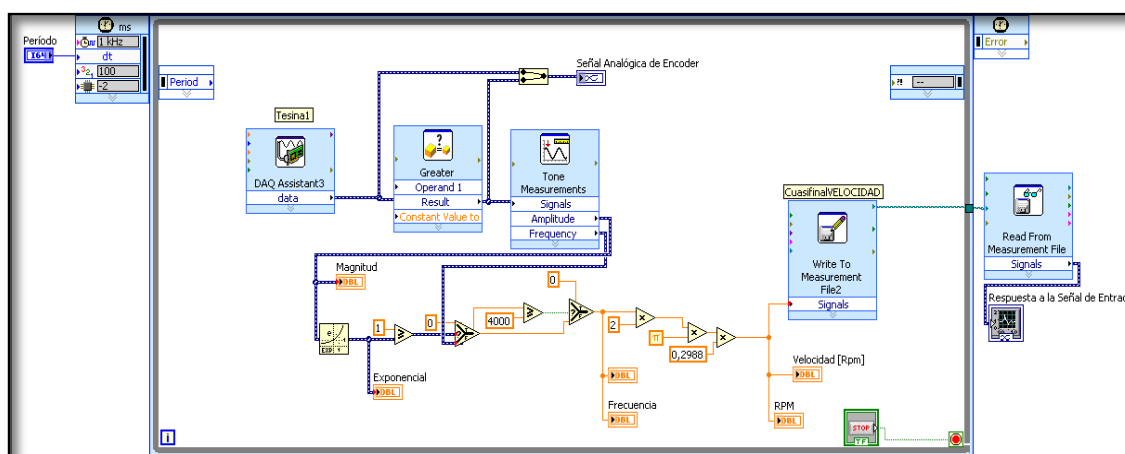 ms
Período
I64
1 kHz
dt
100
-2
Period
Error
?!
--
Señal Analógica de Encoder
Tesina1
DAQ Assistant3
data
Greater
Operand 1
Result
Constant Value to
Tone
Measurements
Signals
Amplitude
Frequency
CuasifinalVELOCIDAD
Write To
Measurement
File2
Signals
Read From
Measurement File
Signals
Respuesta a la Señal de Entrad
Magnitud
DBL
EXP
1
0
4000
0
2
π
0,2988
Exponencial
DBL
DBL
Frecuencia
DBL
Velocidad [Rpm]
DBL
RPM
DBL
STOP
TF
i